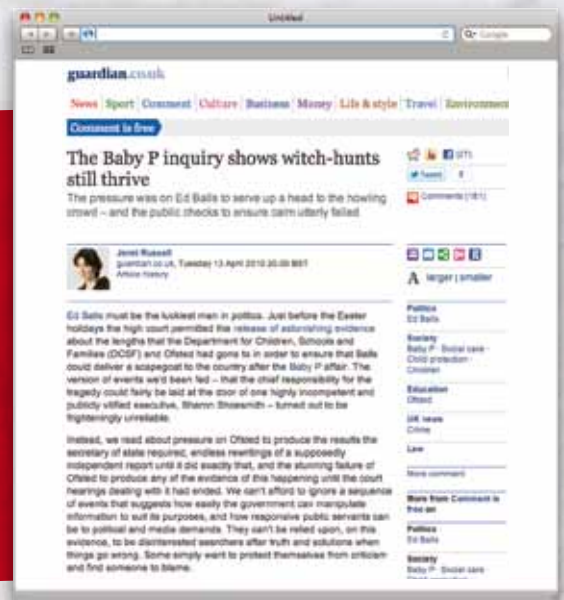 Untitled
Google
guardian.co.uk
News Sport Comment Culture Business Money Life & style Travel Environment
Comment is free
The Baby P inquiry shows witch-hunts
still thrive
The pressure was on Ed Balls to serve up a head to the howling
crowd – and the public checks to ensure calm utterly failed
Tweet
Comments (161)
Jenni Russell
guardian.co.uk, Tuesday 13 April 2010 20.00 BST
Article history
larger | smaller
Ed Balls must be the luckiest man in politics. Just before the Easter
holidays the high court permitted the release of astonishing evidence
about the lengths that the Department for Children, Schools and
Families (DCSF) and Ofsted had gone to in order to ensure that Balls
could deliver a scapegoat to the country after the Baby P affair. The
version of events we'd been fed – that the chief responsibility for the
tragedy could fairly be laid at the door of one highly incompetent and
publicly vilified executive, Sharon Shoesmith – turned out to be
frighteningly unreliable.
Instead, we read about pressure on Ofsted to produce the results the
secretary of state required, endless rewritings of a supposedly
independent report until it did exactly that, and the stunning failure of
Ofsted to produce any of the evidence of this happening until the court
hearings dealing with it had ended. We can't afford to ignore a sequence
of events that suggests how easily the government can manipulate
information to suit its purposes, and how responsive public servants can
be to political and media demands. They can't be relied upon, on this
evidence, to be disinterested searchers after truth and solutions when
things go wrong. Some simply want to protect themselves from criticism
and find someone to blame.
Politics
Ed Balls
Society
Baby P · Social care ·
Child protection ·
Children
Education
Ofsted
UK news
Crime
Law
More comment
More from Comment is
free on
Politics
Ed Balls
Society
Baby P · Social care ·